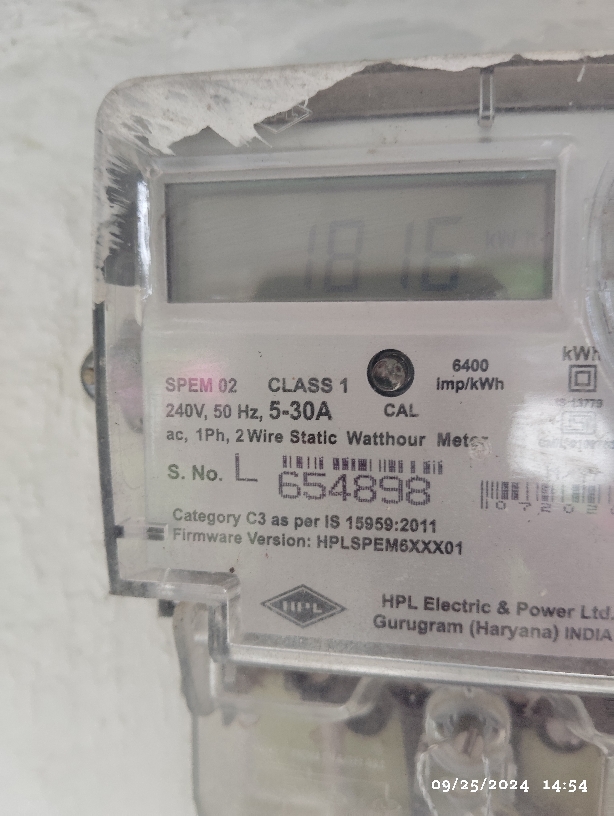 1816 kWh
SPEM 02 CLASS 1
6400 imp/kWh
kWh
240V, 50 Hz, 5-30A
CAL
IS 13779
ac, 1Ph, 2 Wire Static Watthour Meter
S. No. L 654898
Category C3 as per IS 15959:2011
Firmware Version: HPLSPEM6XXX01
HPL
HPL Electric & Power Ltd.
Gurugram (Haryana) INDIA
09/25/2024 14:54